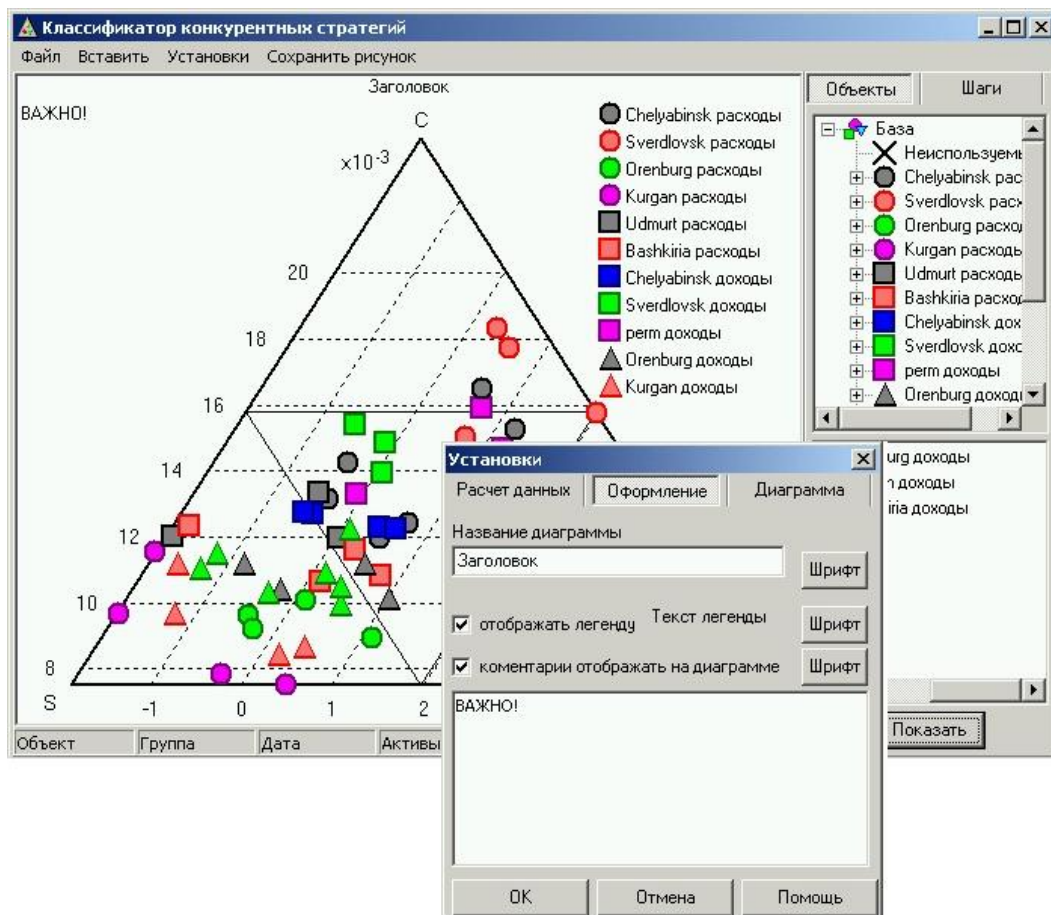 Классификатор конкурентных стратегий
Файл Вставить Установки Сохранить рисунок
Заголовок
ВАЖНО!
C
x10-3
20
18
16
14
12
10
8
S
-1 0 1 2
Chelyabinsk расходы
Sverdlovsk расходы
Orenburg расходы
Kurgan расходы
Udmurt расходы
Bashkiria расходы
Chelyabinsk доходы
Sverdlovsk доходы
perm доходы
Orenburg доходы
Kurgan доходы
Объект Группа Дата Активы
Объекты Шаги
База
Неиспользуемы
Chelyabinsk рас
Sverdlovsk расх
Orenburg расход
Kurgan расходы
Udmurt расходы
Bashkiria расход
Chelyabinsk дох
Sverdlovsk дохо
perm доходы
Orenburg доходы
urg доходы
n доходы
iria доходы
Показать
Установки
Расчет данных Оформление Диаграмма
Название диаграммы
Заголовок
Шрифт
отображать легенду Текст легенды Шрифт
коментарии отображать на диаграмме Шрифт
ВАЖНО!
OK Отмена Помощь